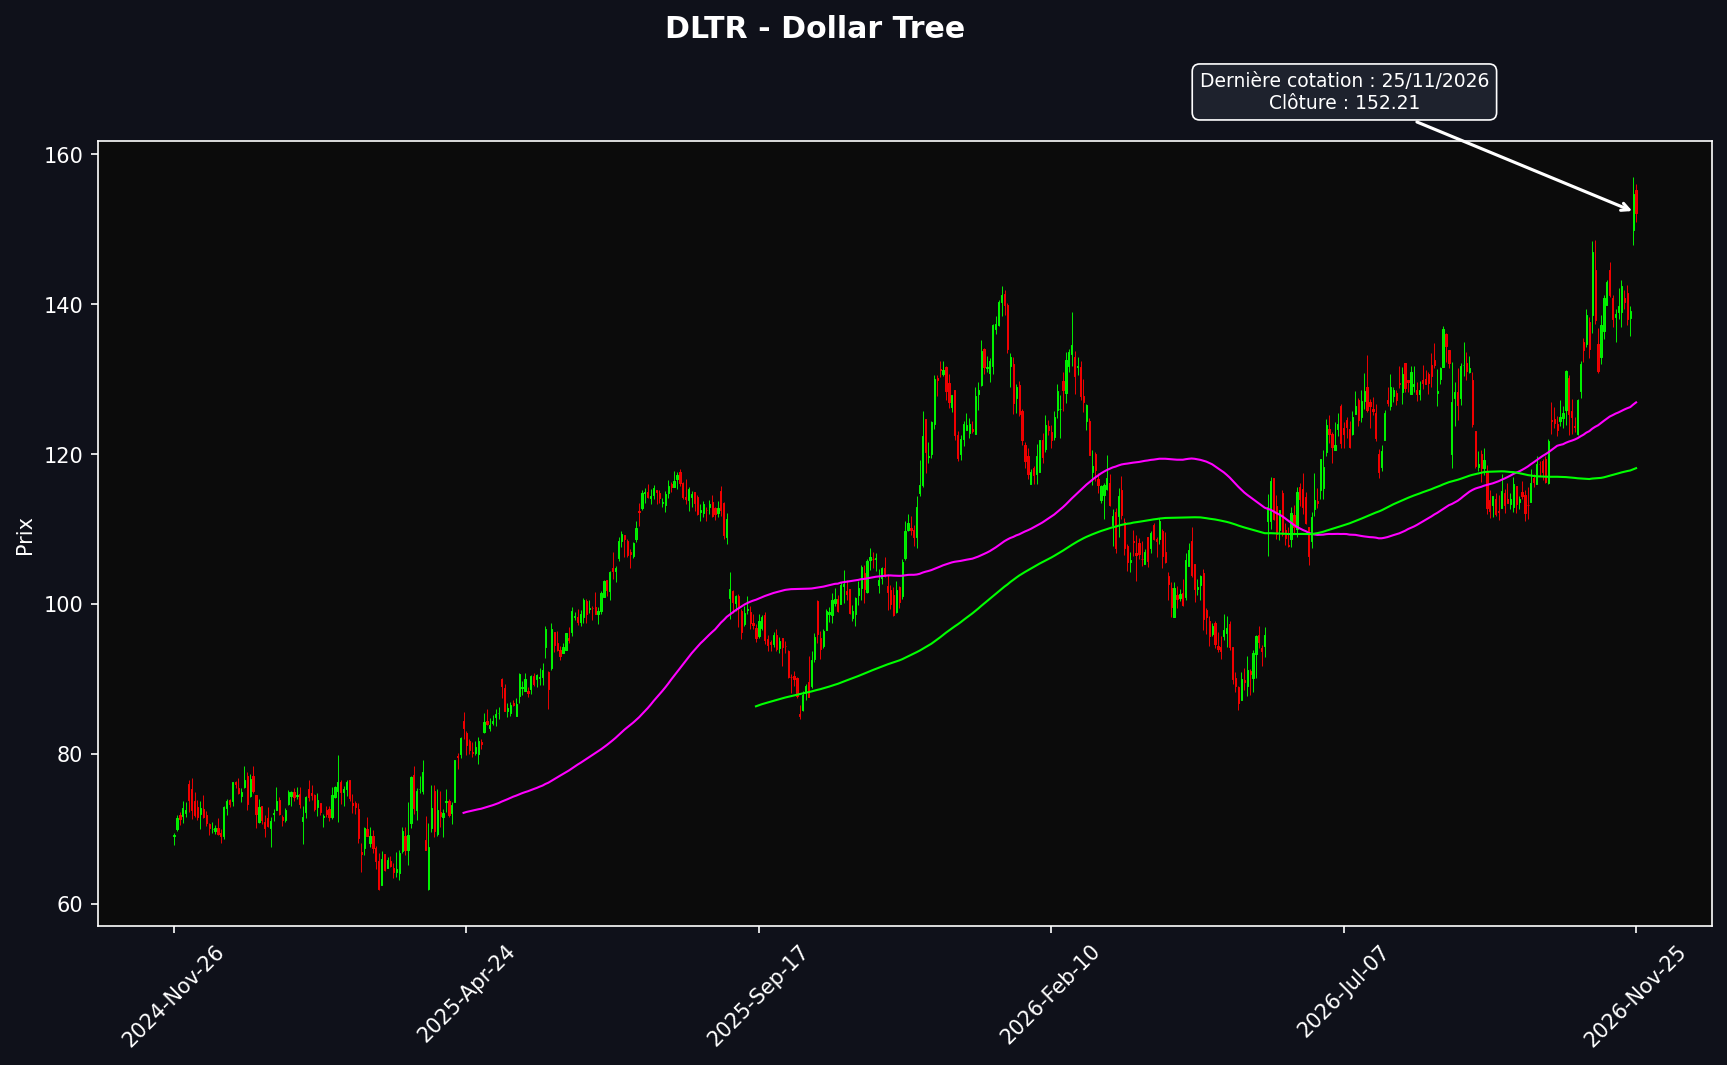 DLTR - Dollar Tree
Dernière cotation : 25/11/2026
Clôture : 152.21
Prix
160
140
120
100
80
60
2024-Nov-26
2025-Apr-24
2025-Sep-17
2026-Feb-10
2026-Jul-07
2026-Nov-25